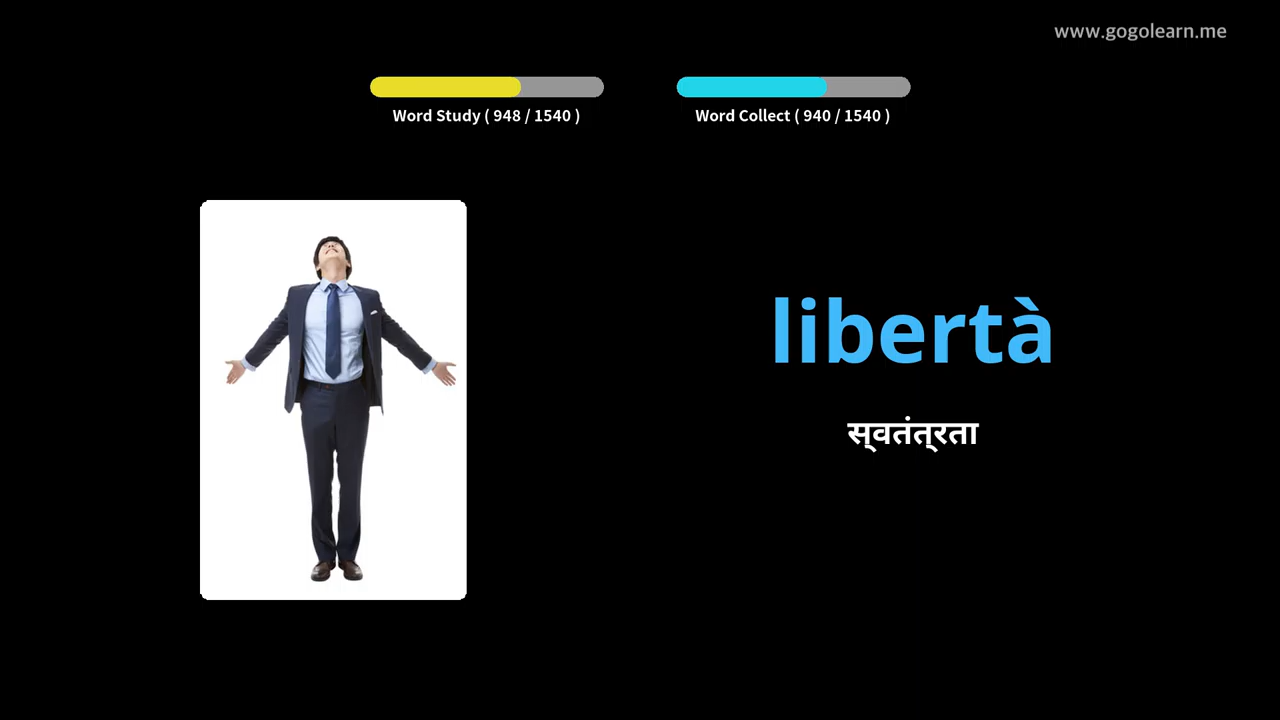 www.gogolearn.me
Word Study ( 948 / 1540 )
Word Collect ( 940 / 1540 )
libertà
स्वतंत्रता